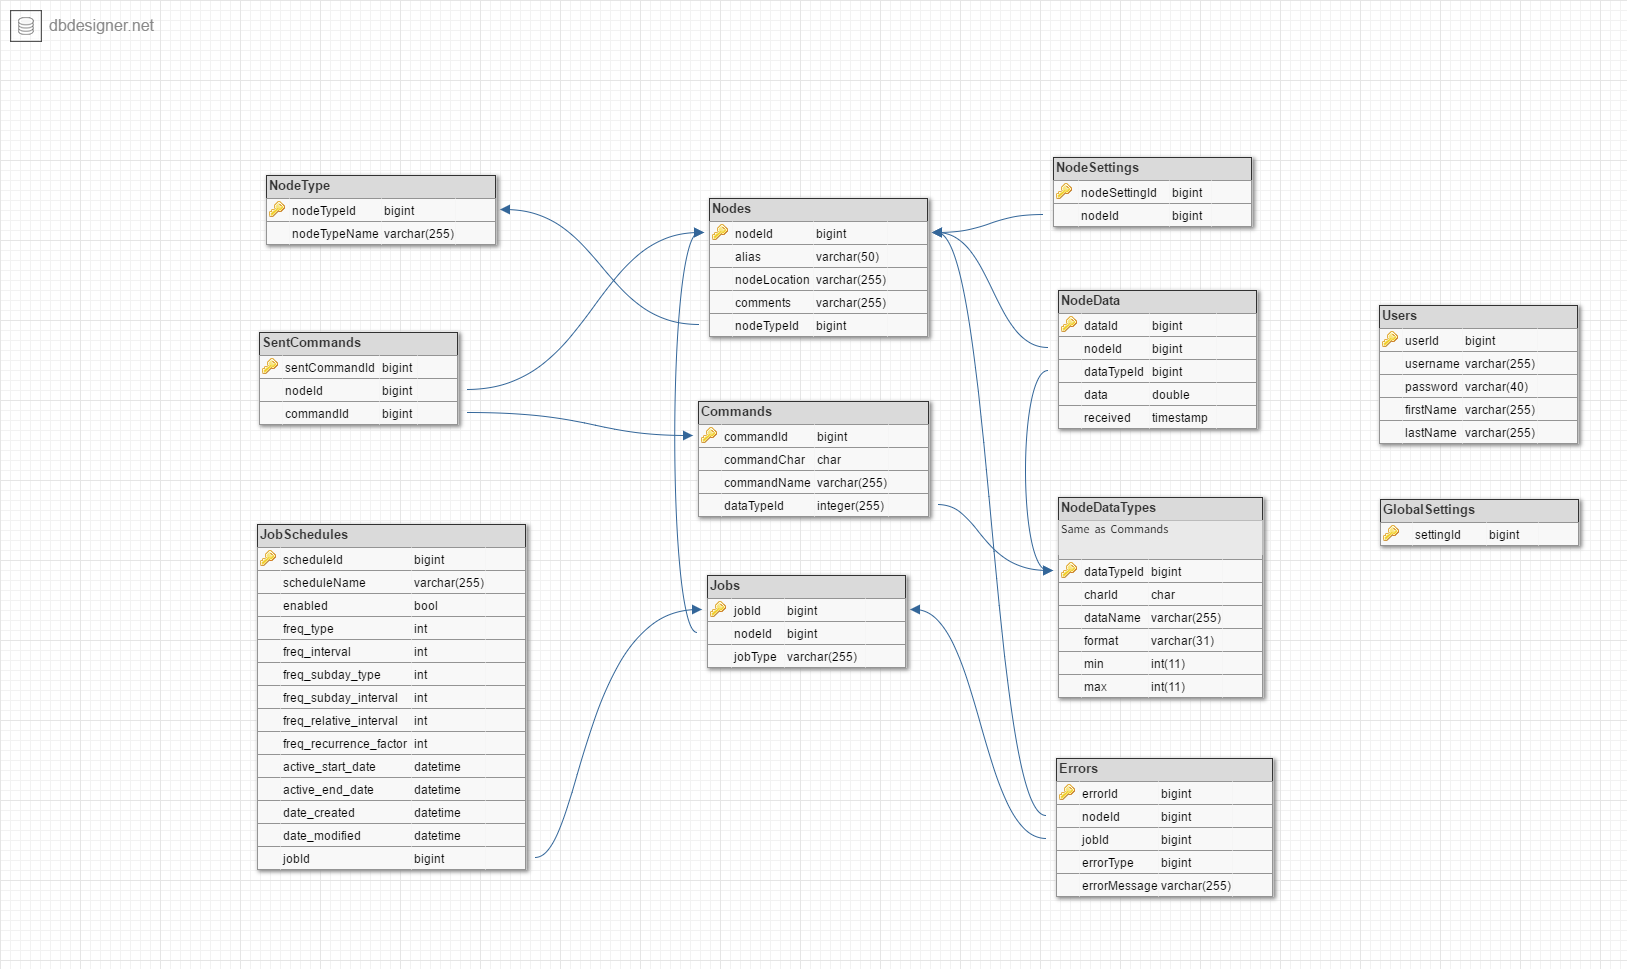 dbdesigner.net
NodeType
nodeTypeId bigint
nodeTypeName varchar(255)
SentCommands
sentCommandId bigint
nodeId bigint
commandId bigint
JobSchedules
scheduleId bigint
scheduleName varchar(255)
enabled bool
freq_type int
freq_interval int
freq_subday_type int
freq_subday_interval int
freq_relative_interval int
freq_recurrence_factor int
active_start_date datetime
active_end_date datetime
date_created datetime
date_modified datetime
jobId bigint
Nodes
nodeId bigint
alias varchar(50)
nodeLocation varchar(255)
comments varchar(255)
nodeTypeId bigint
Commands
commandId bigint
commandChar char
commandName varchar(255)
dataTypeId integer(255)
Jobs
jobId bigint
nodeId bigint
jobType varchar(255)
NodeSettings
nodeSettingId bigint
nodeId bigint
NodeData
dataId bigint
nodeId bigint
dataTypeId bigint
data double
received timestamp
NodeDataTypes
Same as Commands
dataTypeId bigint
charId char
dataName varchar(255)
format varchar(31)
min int(11)
max int(11)
Errors
errorId bigint
nodeId bigint
jobId bigint
errorType bigint
errorMessage varchar(255)
Users
userId bigint
username varchar(255)
password varchar(40)
firstName varchar(255)
lastName varchar(255)
GlobalSettings
settingId bigint